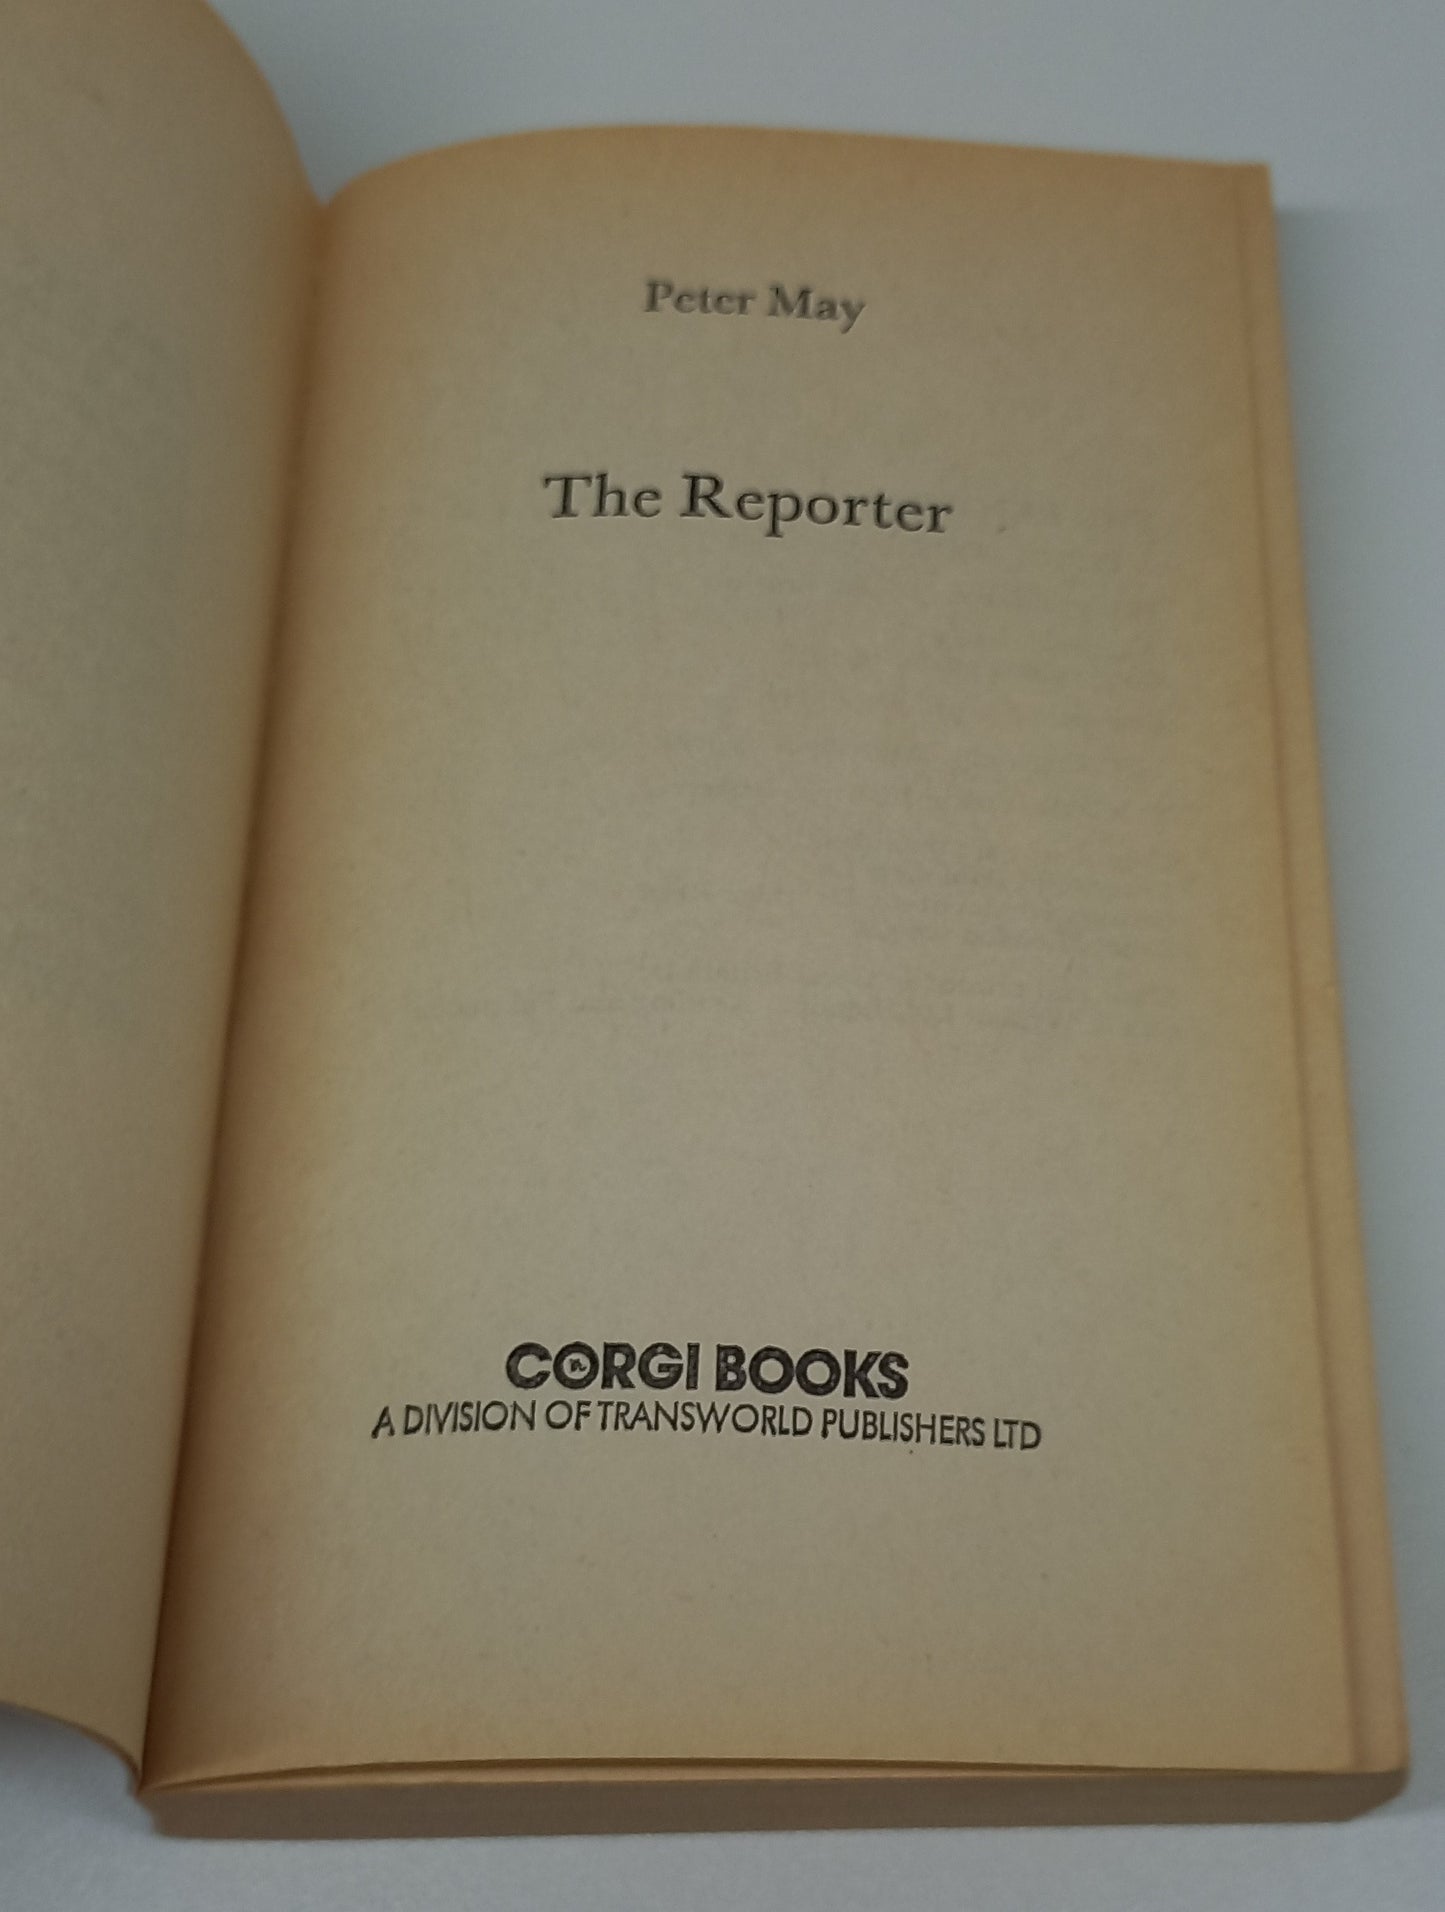 Peter May
The Reporter
CORGI BOOKS
A DIVISION OF TRANSWORLD PUBLISHERS LTD